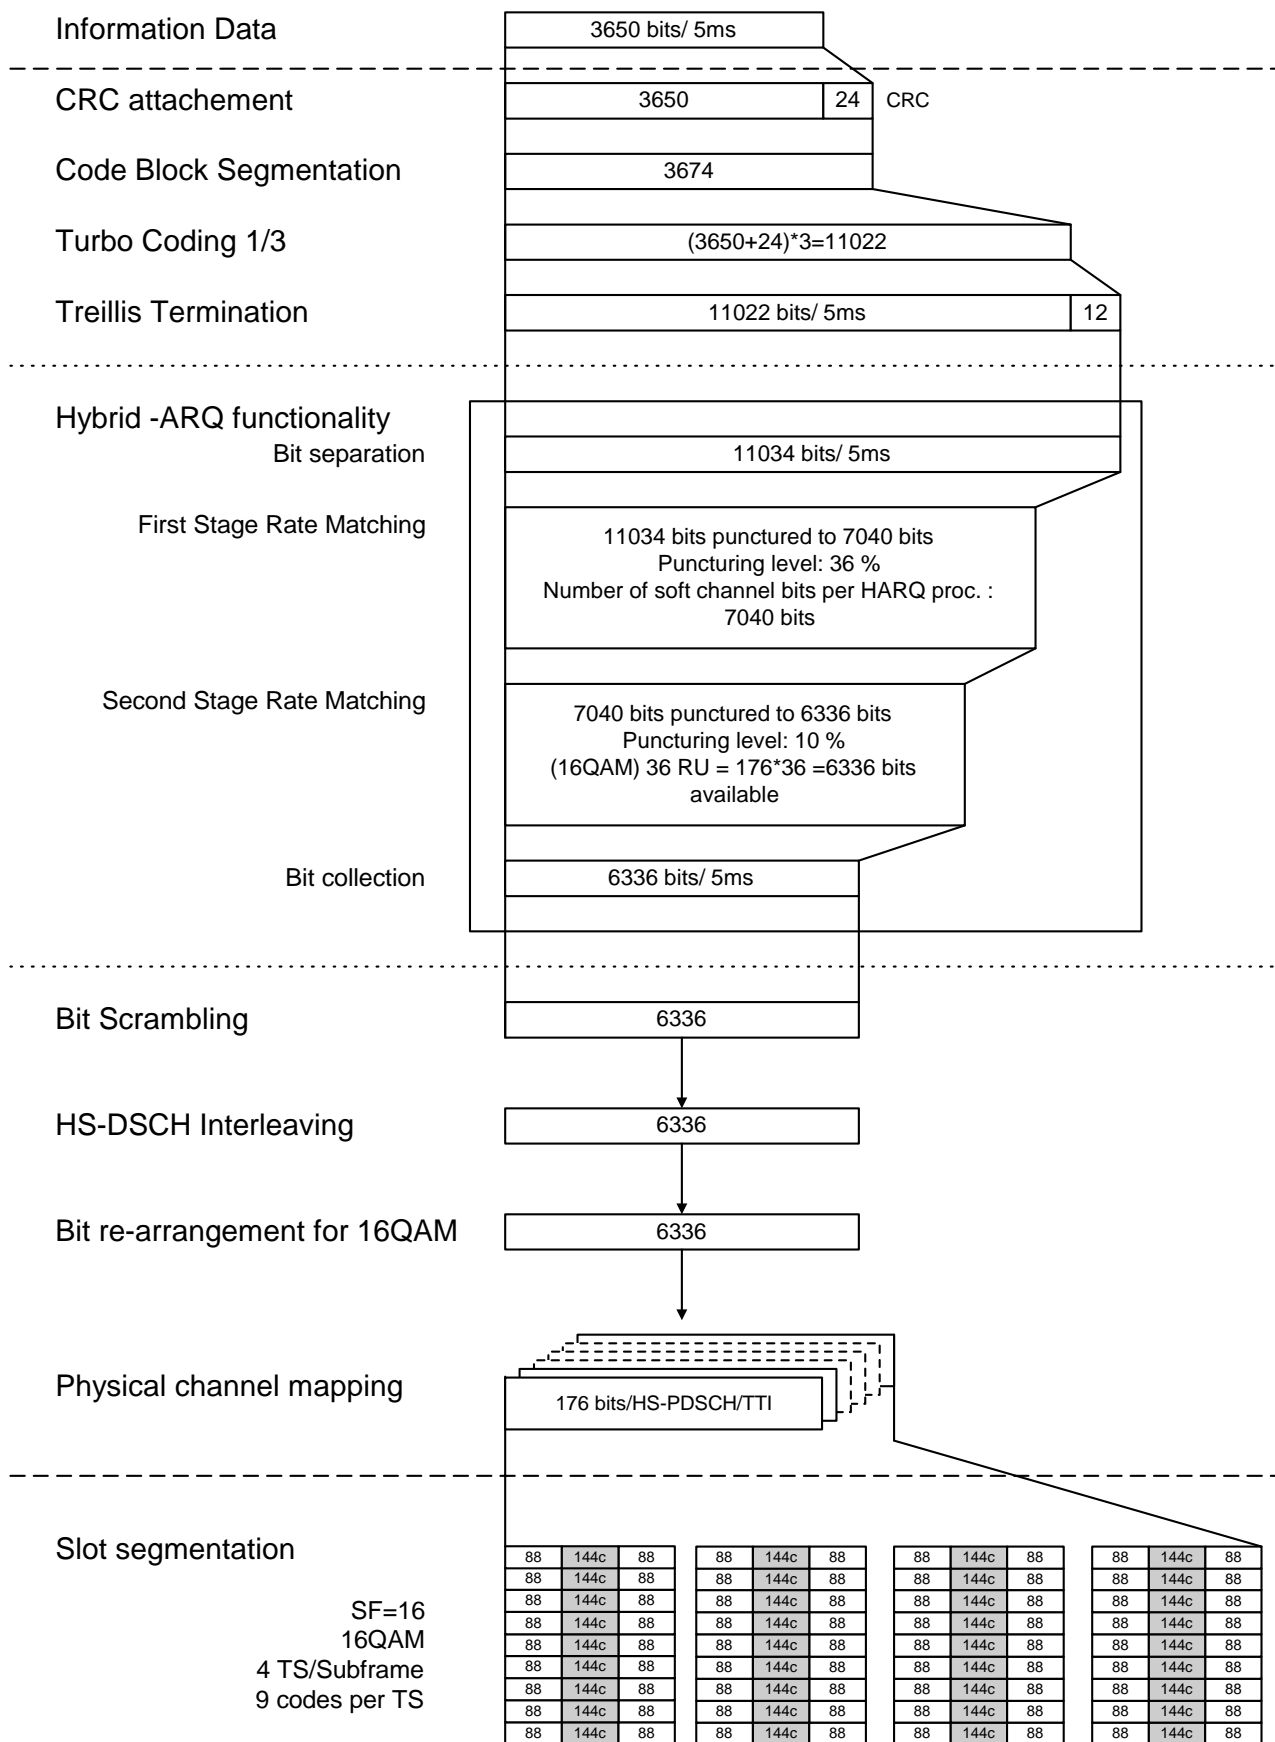 Information Data
3650 bits/ 5ms
CRC attachement
3650 24 CRC
Code Block Segmentation
3674
Turbo Coding 1/3
(3650+24)*3=11022
Treillis Termination
11022 bits/ 5ms 12
Hybrid -ARQ functionality
Bit separation
11034 bits/ 5ms
First Stage Rate Matching
11034 bits punctured to 7040 bits
Puncturing level: 36 %
Number of soft channel bits per HARQ proc. :
7040 bits
Second Stage Rate Matching
7040 bits punctured to 6336 bits
Puncturing level: 10 %
(16QAM) 36 RU = 176*36 =6336 bits
available
Bit collection
6336 bits/ 5ms
Bit Scrambling
6336
HS-DSCH Interleaving
6336
Bit re-arrangement for 16QAM
6336
Physical channel mapping
176 bits/HS-PDSCH/TTI
Slot segmentation
SF=16
16QAM
4 TS/Subframe
9 codes per TS
88 144c 88 88 144c 88 88 144c 88 88 144c 88
88 144c 88 88 144c 88 88 144c 88 88 144c 88
88 144c 88 88 144c 88 88 144c 88 88 144c 88
88 144c 88 88 144c 88 88 144c 88 88 144c 88
88 144c 88 88 144c 88 88 144c 88 88 144c 88
88 144c 88 88 144c 88 88 144c 88 88 144c 88
88 144c 88 88 144c 88 88 144c 88 88 144c 88
88 144c 88 88 144c 88 88 144c 88 88 144c 88
88 144c 88 88 144c 88 88 144c 88 88 144c 88